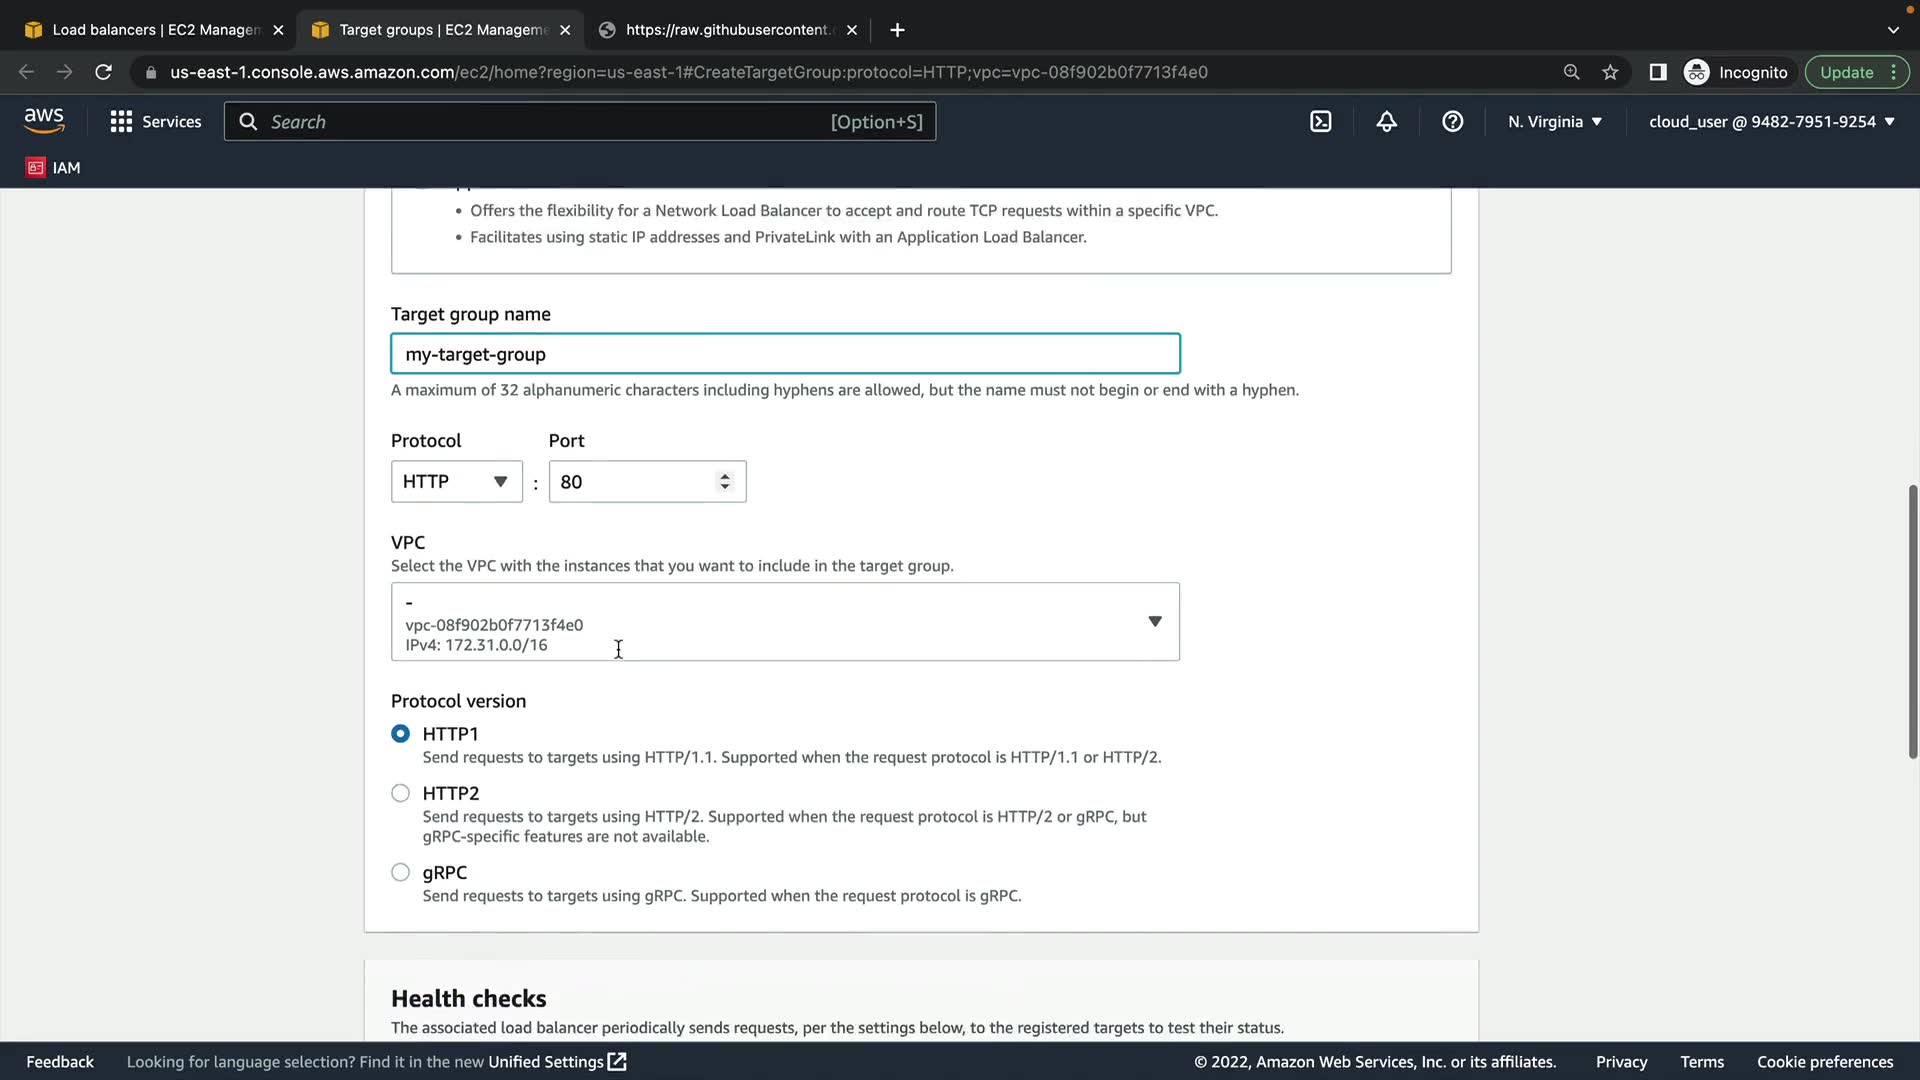 Load balancers | EC2 Managem
Target groups | EC2 Manageme
https://raw.githubusercontent.c
us-east-1.console.aws.amazon.com/ec2/home?region=us-east-1#CreateTargetGroup:protocol=HTTP;vpc=vpc-08f902b0f7713f4e0
Incognito
Update
aws
Services
Search
[Option+S]
N. Virginia
cloud_user @ 9482-7951-9254
IAM
• Offers the flexibility for a Network Load Balancer to accept and route TCP requests within a specific VPC.
• Facilitates using static IP addresses and PrivateLink with an Application Load Balancer.
Target group name
my-target-group
A maximum of 32 alphanumeric characters including hyphens are allowed, but the name must not begin or end with a hyphen.
Protocol
Port
HTTP
:
80
VPC
Select the VPC with the instances that you want to include in the target group.
-
vpc-08f902b0f7713f4e0
IPv4: 172.31.0.0/16
Protocol version
HTTP1
Send requests to targets using HTTP/1.1. Supported when the request protocol is HTTP/1.1 or HTTP/2.
HTTP2
Send requests to targets using HTTP/2. Supported when the request protocol is HTTP/2 or gRPC, but
gRPC-specific features are not available.
gRPC
Send requests to targets using gRPC. Supported when the request protocol is gRPC.
Health checks
The associated load balancer periodically sends requests, per the settings below, to the registered targets to test their status.
Feedback
Looking for language selection? Find it in the new Unified Settings
© 2022, Amazon Web Services, Inc. or its affiliates.
Privacy
Terms
Cookie preferences